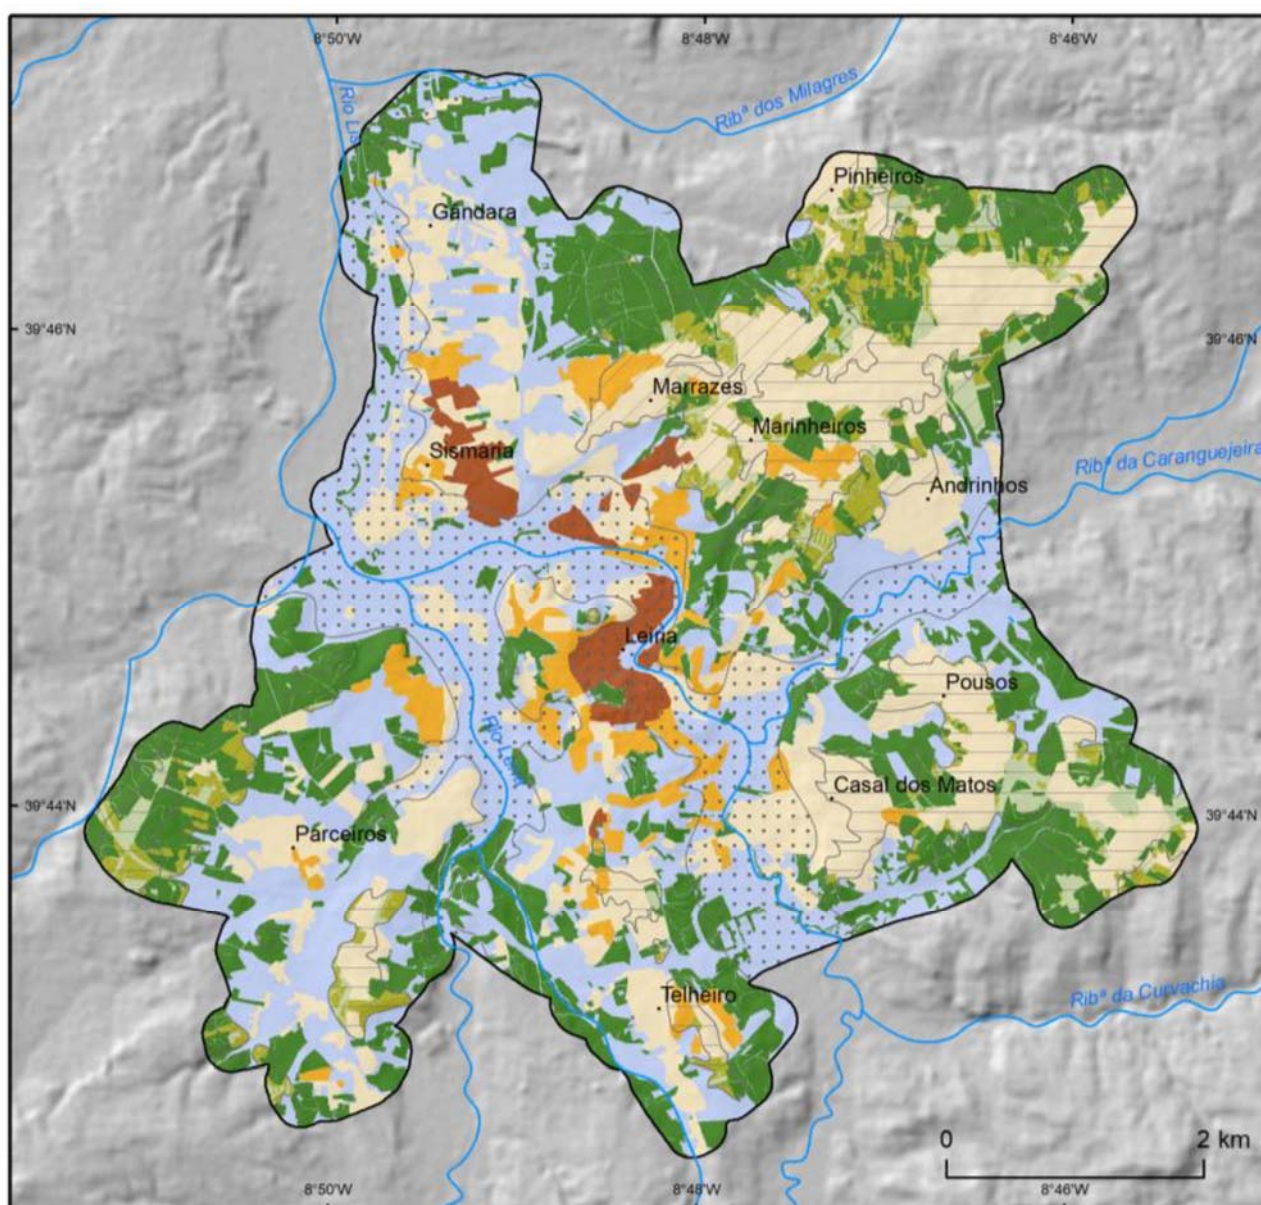 8°50'W
8°48'W
8°46'W
Rio Lis
Ribª dos Milagres
Pinheiros
Gândara
39°46'N
39°46'N
Marrazes
Marinheiros
Sismaria
Ribª da Caranguejeira
Andrinhos
Leiria
Pousos
Rio Lena
Casal dos Matos
39°44'N
39°44'N
Parceiros
Telheiro
Ribª da Curvachia
0
2 km
8°50'W
8°48'W
8°46'W